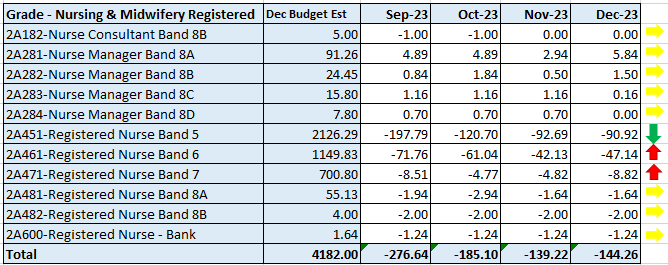 Grade - Nursing & Midwifery Registered Dec Budget Est Sep-23 Oct-23 Nov-23 Dec-23
2A182-Nurse Consultant Band 8B 5.00 -1.00 -1.00 0.00 0.00
2A281-Nurse Manager Band 8A 91.26 4.89 4.89 2.94 5.84
2A282-Nurse Manager Band 8B 24.45 0.84 1.84 0.50 1.50
2A283-Nurse Manager Band 8C 15.80 1.16 1.16 1.16 0.16
2A284-Nurse Manager Band 8D 7.80 0.70 0.70 0.00 0.00
2A451-Registered Nurse Band 5 2126.29 -197.79 -120.70 -92.69 -90.92
2A461-Registered Nurse Band 6 1149.83 -71.76 -61.04 -42.13 -47.14
2A471-Registered Nurse Band 7 700.80 -8.51 -4.77 -4.82 -8.82
2A481-Registered Nurse Band 8A 55.13 -1.94 -2.94 -1.64 -1.64
2A482-Registered Nurse Band 8B 4.00 -2.00 -2.00 -2.00 -2.00
2A600-Registered Nurse - Bank 1.64 -1.24 -1.24 -1.24 -1.24
Total 4182.00 -276.64 -185.10 -139.22 -144.26